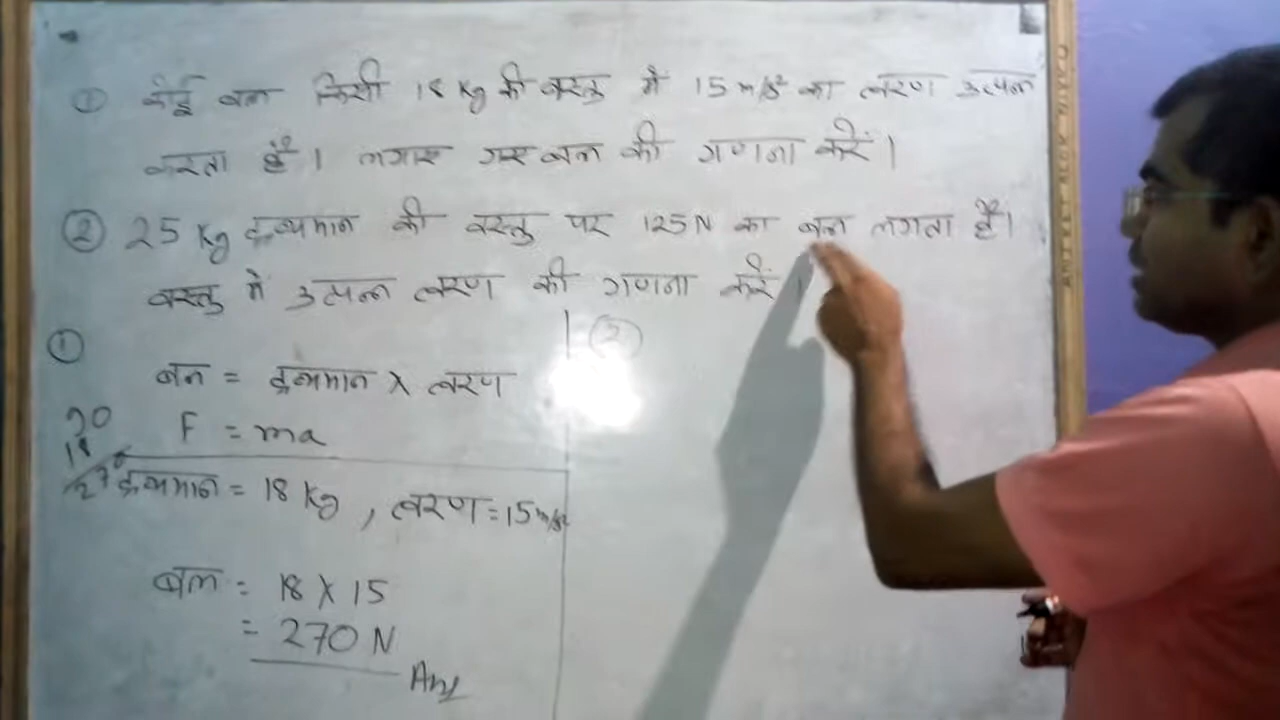 ① कोई बल किसी 18 Kg की वस्तु में 15 m/s² का त्वरण उत्पन्न
करता है। लगाए गए बल की गणना करें।
② 25 Kg द्रव्यमान की वस्तु पर 125 N का बल लगता है।
वस्तु में उत्पन्न त्वरण की गणना करें।
①
बल = द्रव्यमान X त्वरण
F = ma
द्रव्यमान = 18 Kg, त्वरण = 15 m/s²
बल = 18 X 15
= 270 N
Ans
②